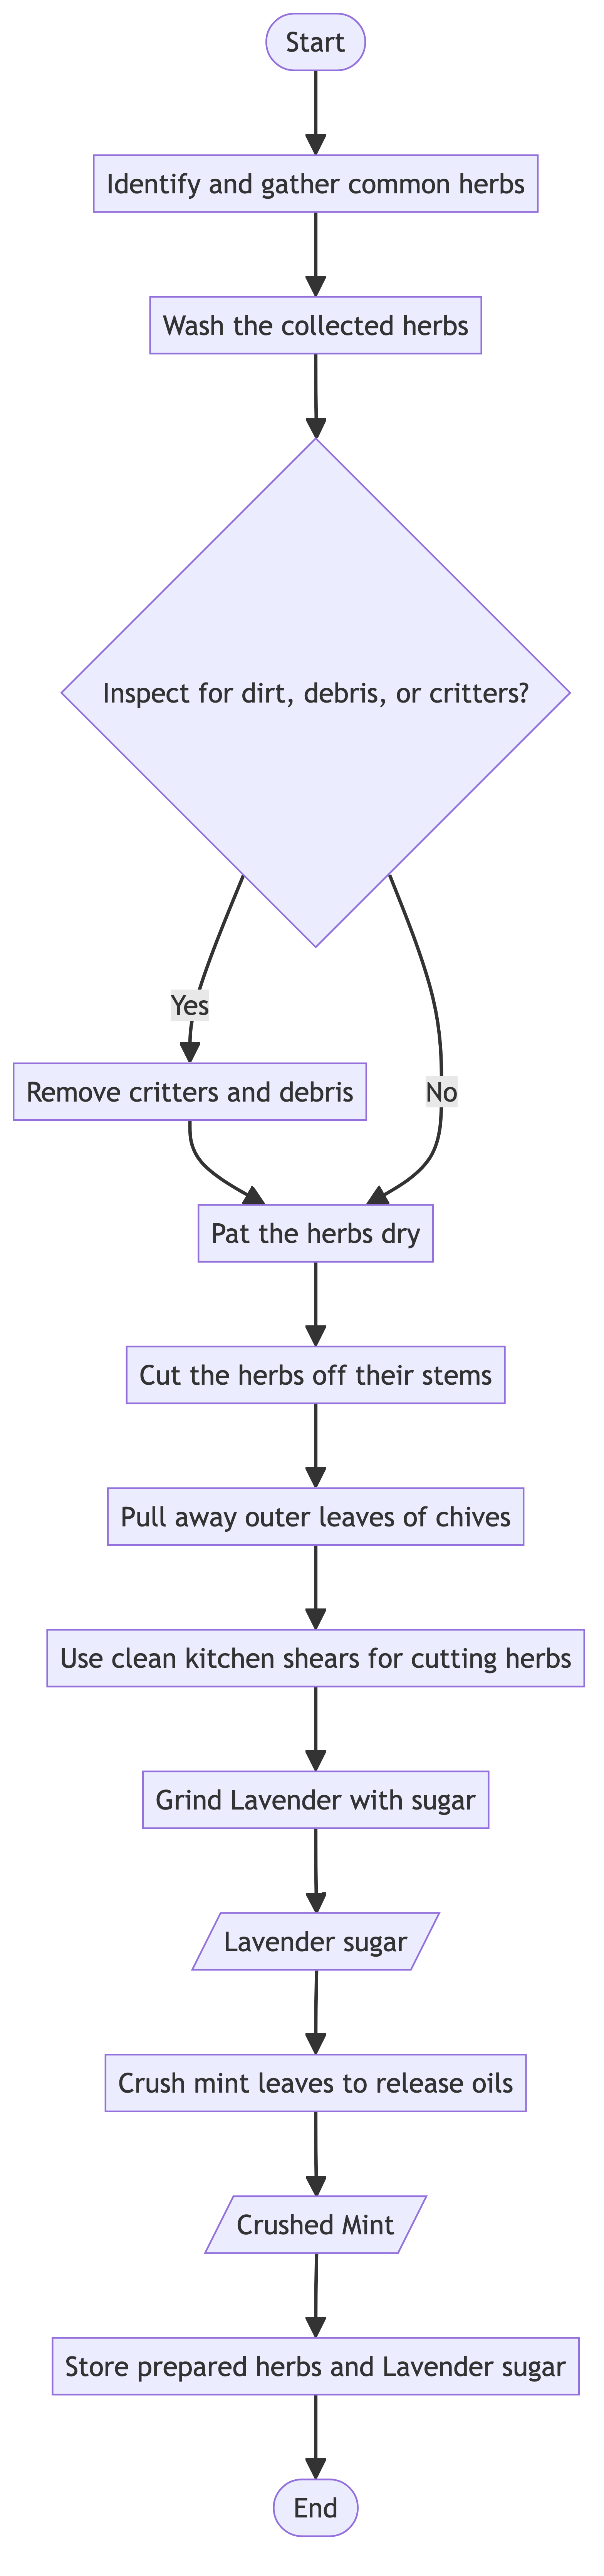 Start
Identify and gather common herbs
Wash the collected herbs
Inspect for dirt, debris, or critters?
Yes
Remove critters and debris
No
Pat the herbs dry
Cut the herbs off their stems
Pull away outer leaves of chives
Use clean kitchen shears for cutting herbs
Grind Lavender with sugar
Lavender sugar
Crush mint leaves to release oils
Crushed Mint
Store prepared herbs and Lavender sugar
End